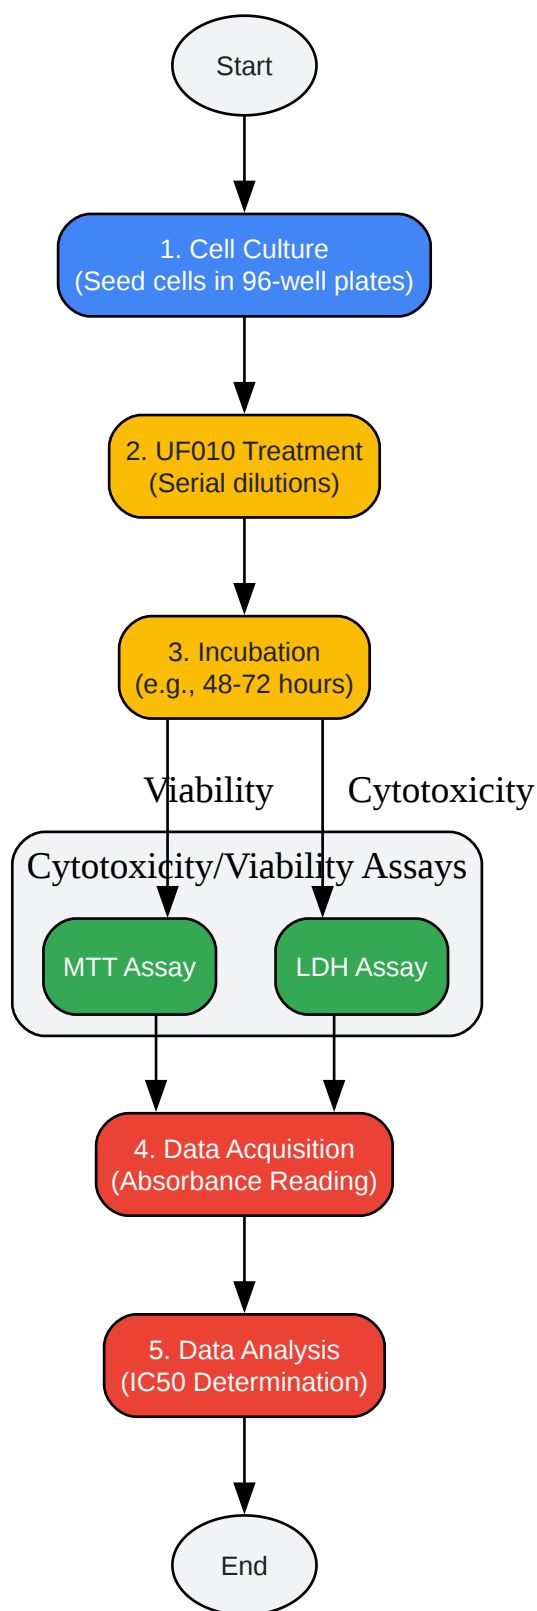 Start
1. Cell Culture
(Seed cells in 96-well plates)
2. UF010 Treatment
(Serial dilutions)
3. Incubation
(e.g., 48-72 hours)
Viability
Cytotoxicity
Cytotoxicity/Viability Assays
MTT Assay
LDH Assay
4. Data Acquisition
(Absorbance Reading)
5. Data Analysis
(IC50 Determination)
End